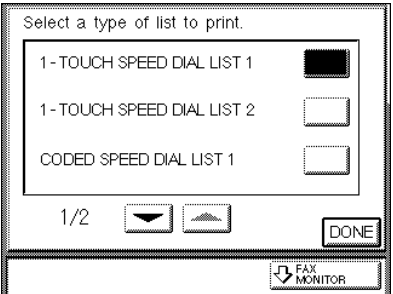 Select a type of list to print.
1-TOUCH SPEED DIAL LIST 1
1-TOUCH SPEED DIAL LIST 2
CODED SPEED DIAL LIST 1
1/2
DONE
FAX
MONITOR